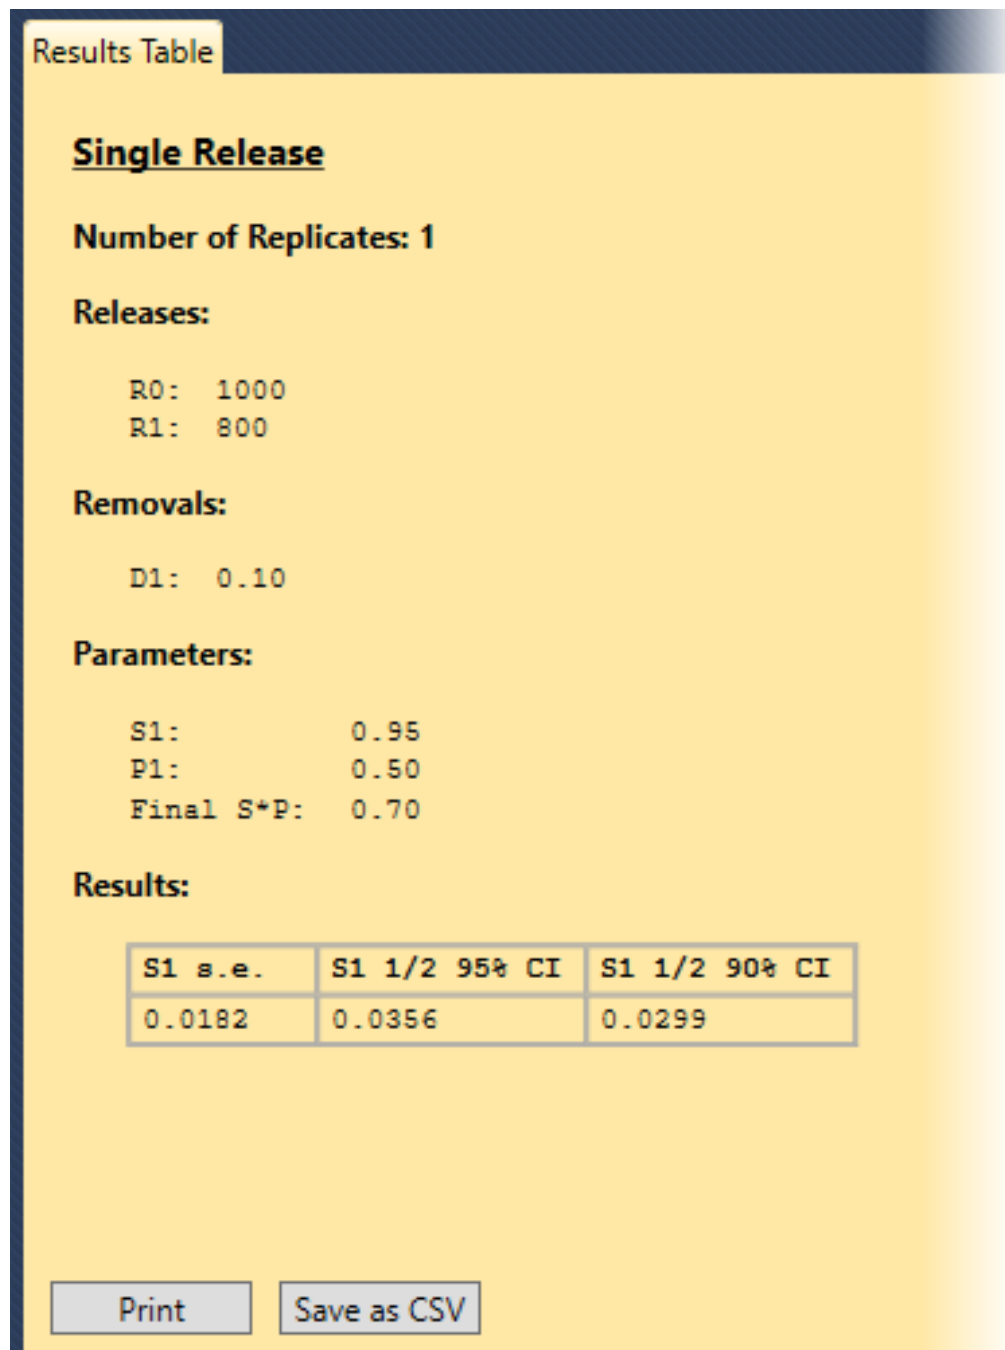 Results Table
Single Release
Number of Replicates: 1
Releases:
R0: 1000
R1: 800
Removals:
D1: 0.10
Parameters:
S1: 0.95
P1: 0.50
Final S*P: 0.70
Results:
S1 s.e. S1 1/2 95% CI S1 1/2 90% CI
0.0182 0.0356 0.0299
Print Save as CSV